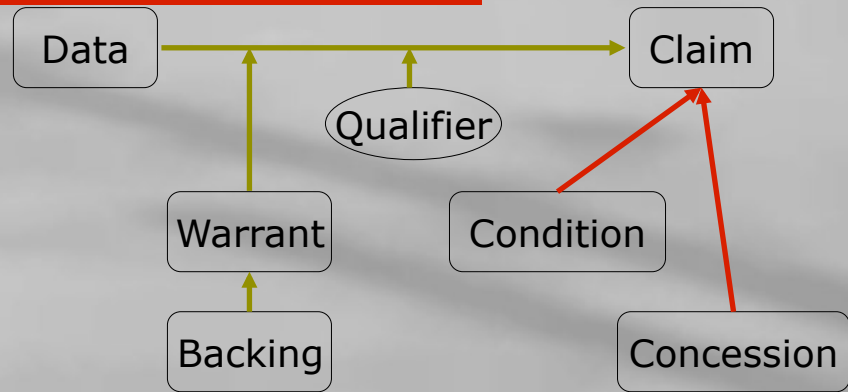 Data
Claim
Qualifier
Warrant
Condition
Backing
Concession